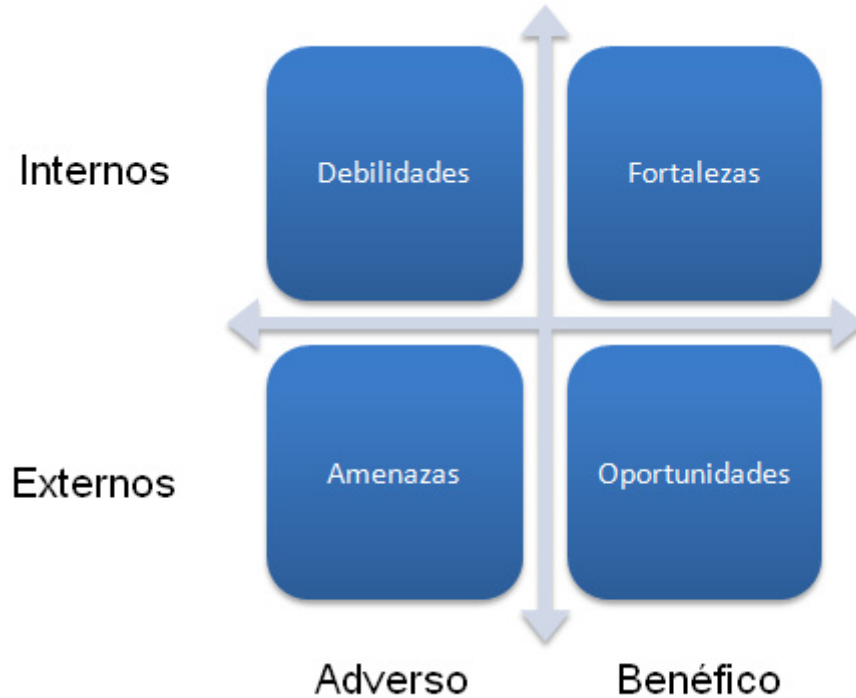 Internos
Debilidades
Fortalezas
Externos
Amenazas
Oportunidades
Adverso
Benéfico